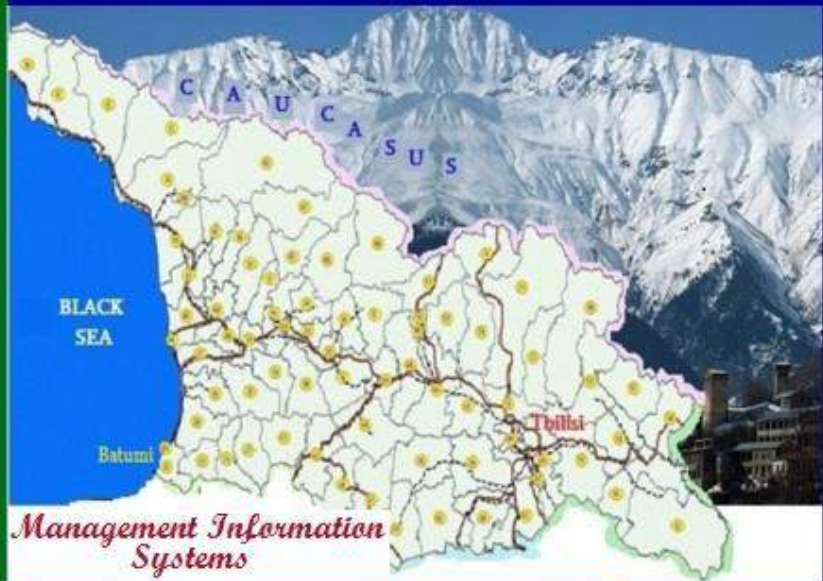 CAUCASUS
BLACK
SEA
Tbilisi
Batumi
Management Information
Systems